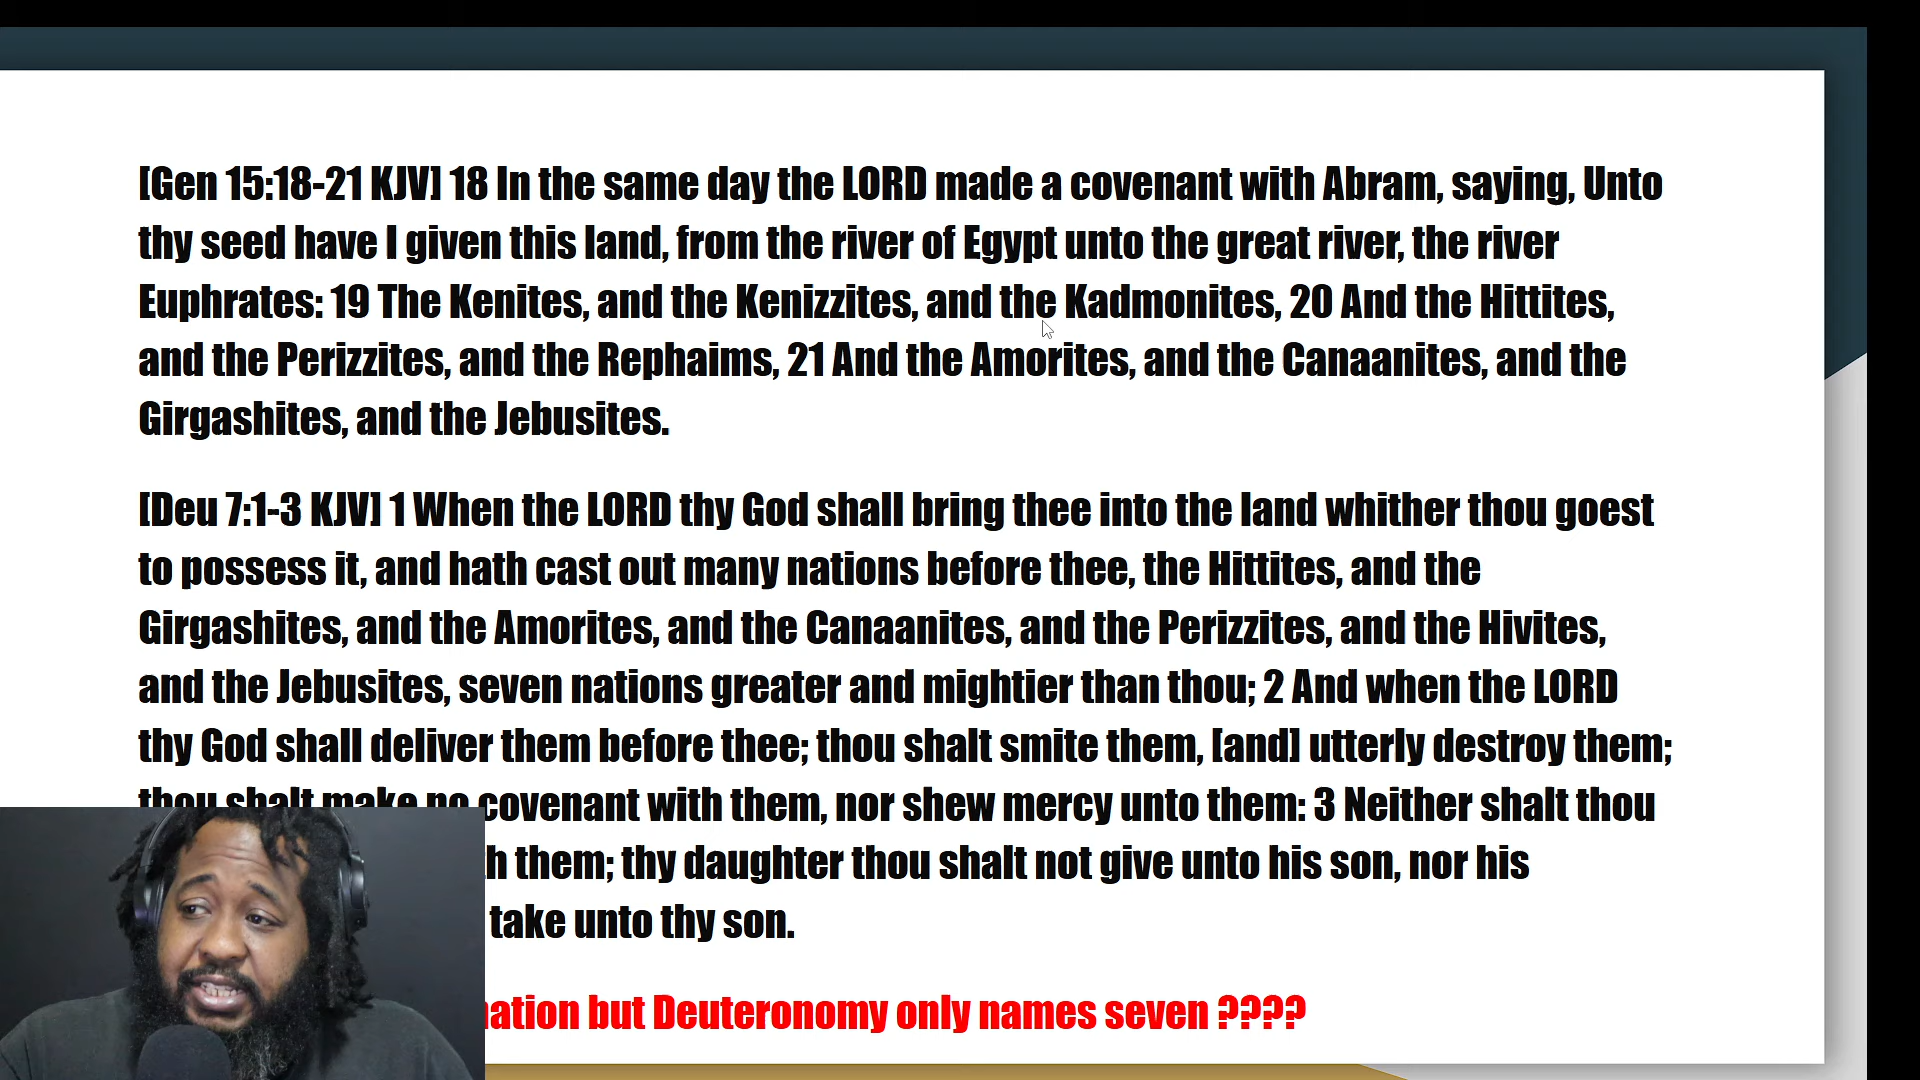 [Gen 15:18-21 KJV] 18 In the same day the LORD made a covenant with Abram, saying, Unto
thy seed have I given this land, from the river of Egypt unto the great river, the river
Euphrates: 19 The Kenites, and the Kenizzites, and the Kadmonites, 20 And the Hittites,
and the Perizzites, and the Rephaims, 21 And the Amorites, and the Canaanites, and the
Girgashites, and the Jebusites.
[Deu 7:1-3 KJV] 1 When the LORD thy God shall bring thee into the land whither thou goest
to possess it, and hath cast out many nations before thee, the Hittites, and the
Girgashites, and the Amorites, and the Canaanites, and the Perizzites, and the Hivites,
and the Jebusites, seven nations greater and mightier than thou; 2 And when the LORD
thy God shall deliver them before thee; thou shalt smite them, [and] utterly destroy them;
thou shalt make no covenant with them, nor shew mercy unto them: 3 Neither shalt thou
them; thy daughter thou shalt not give unto his son, nor his
take unto thy son.
nation but Deuteronomy only names seven ????